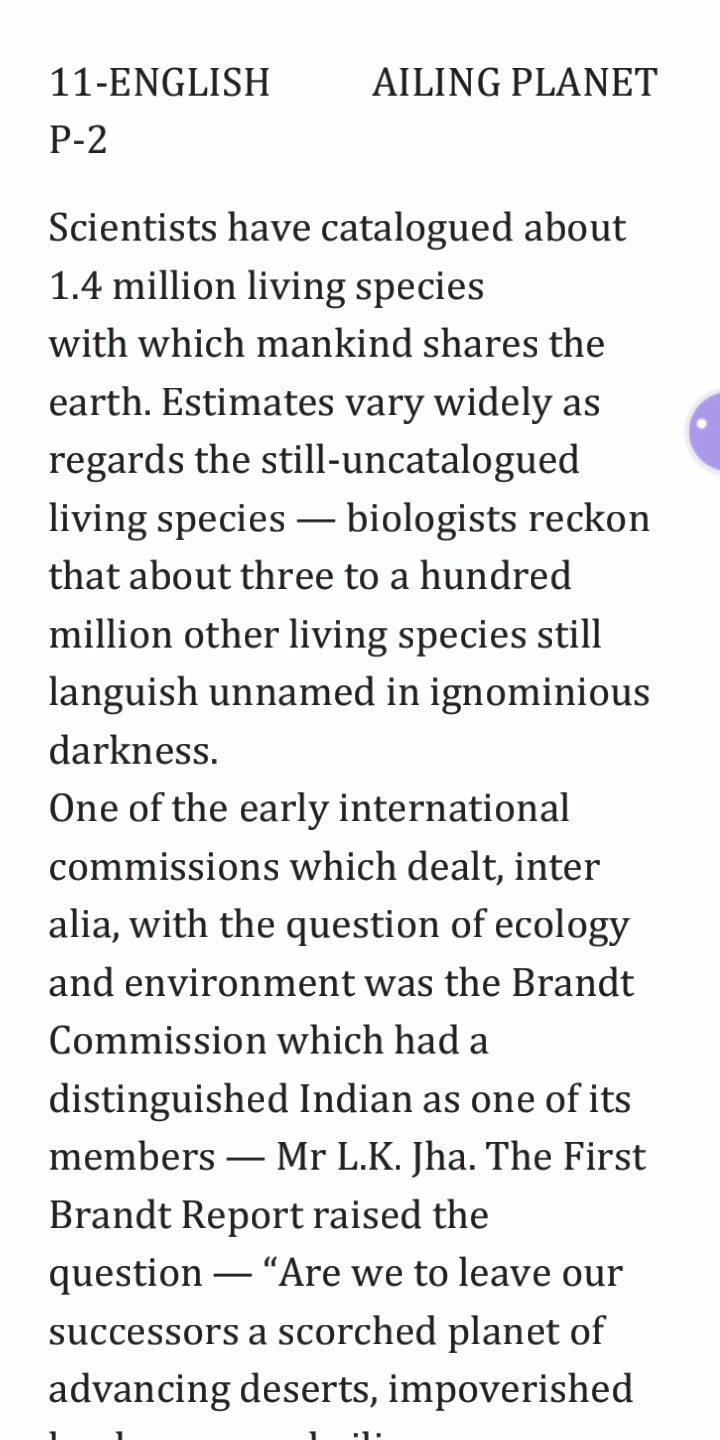 11-ENGLISH AILING PLANET
P-2
Scientists have catalogued about
1.4 million living species
with which mankind shares the
earth. Estimates vary widely as
regards the still-uncatalogued
living species — biologists reckon
that about three to a hundred
million other living species still
languish unnamed in ignominious
darkness.
One of the early international
commissions which dealt, inter
alia, with the question of ecology
and environment was the Brandt
Commission which had a
distinguished Indian as one of its
members — Mr L.K. Jha. The First
Brandt Report raised the
question — “Are we to leave our
successors a scorched planet of
advancing deserts, impoverished